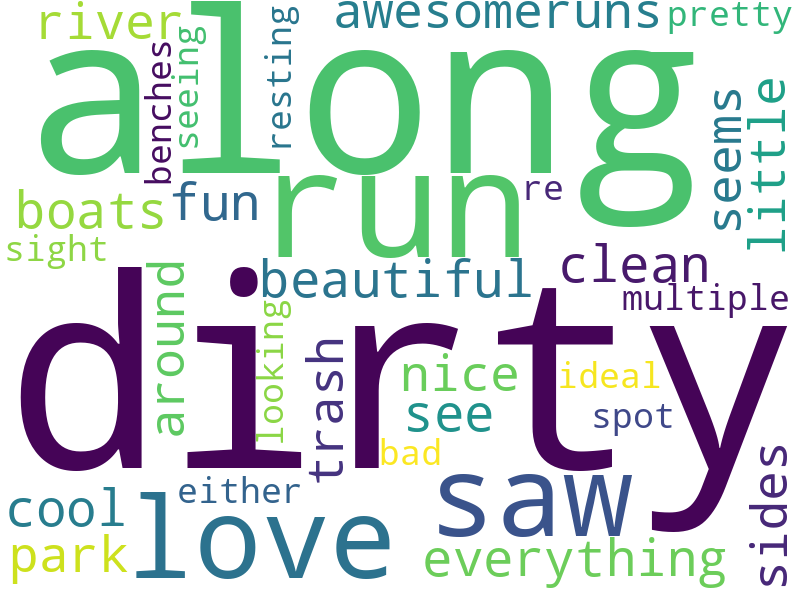 river
awesomeruns
pretty
along
benches
seeing
resting
seems
little
run
re
boats
fun
sight
beautiful
clean
multiple
dirty
around
looking
trash
nice
ideal
see
spot
bad
saw
either
cool
love
park
everything
sides